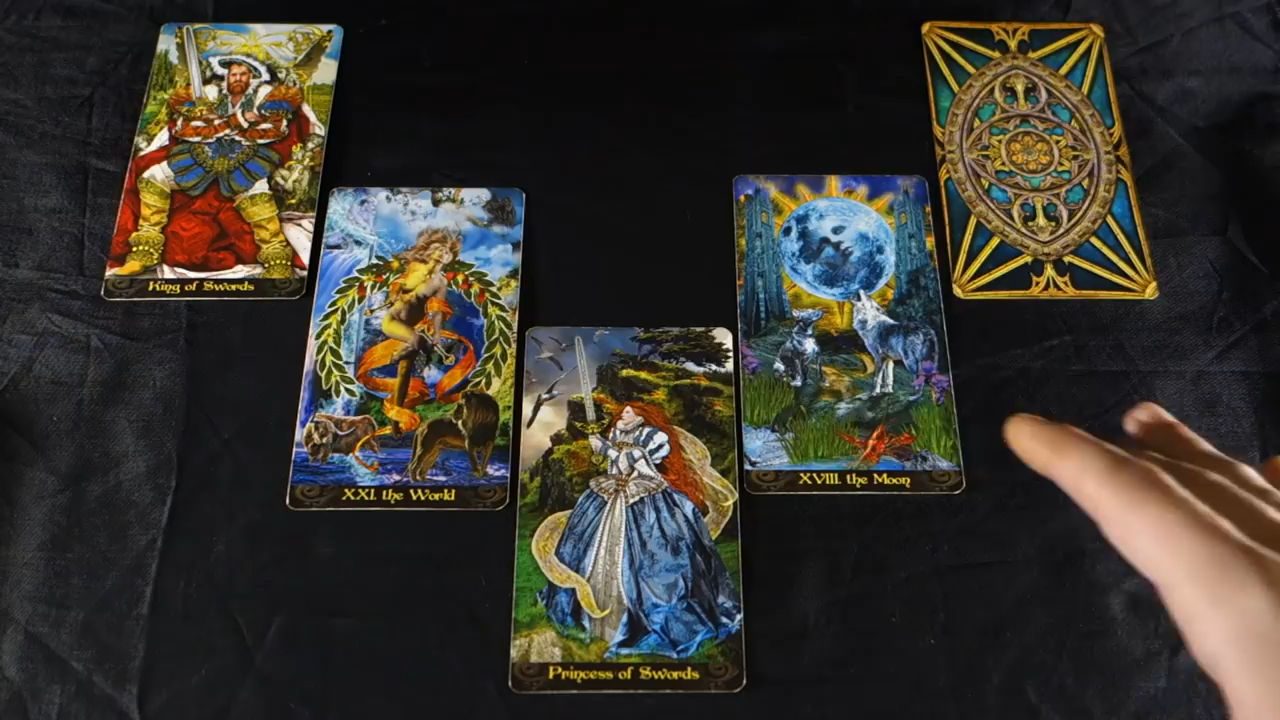 King of Swords
XXI. the World
Princess of Swords
XVIII. the Moon